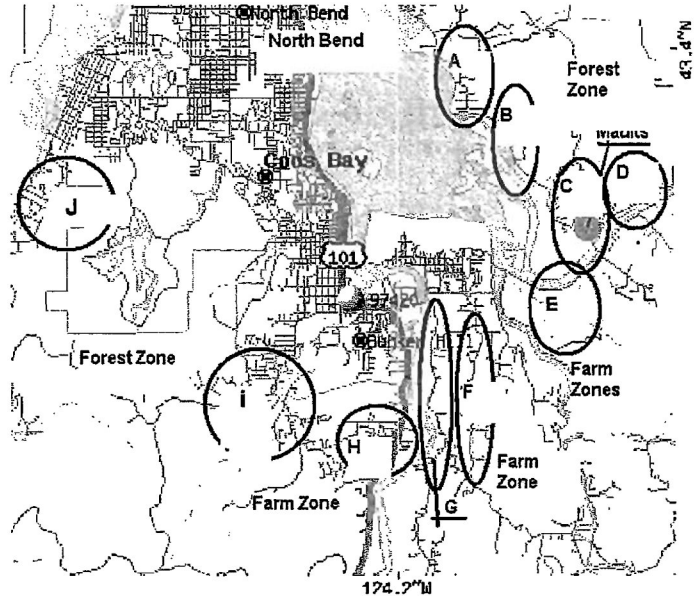 North Bend
North Bend
43.4"N
A
Forest
Zone
B
C
D
Coos Bay
J
101
97420
E
Forest Zone
Farm
Zones
i
F
H
Farm
Zone
Farm Zone
G
124.2"W